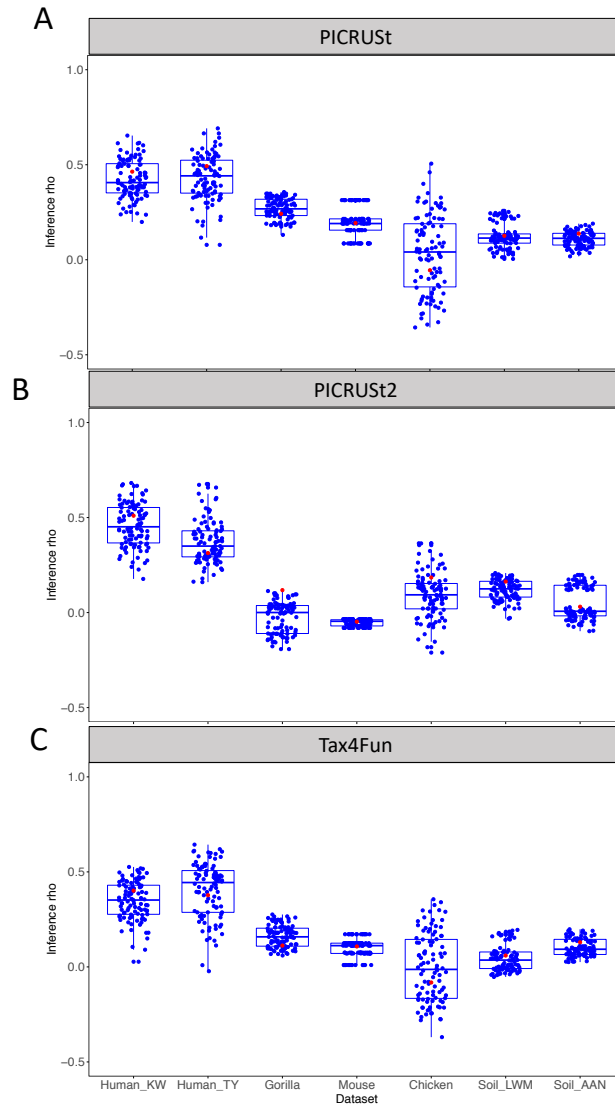 A
PICRUSt
1.0
0.5
0.0
−0.5
Inference rho
B
PICRUSt2
1.0
0.5
0.0
−0.5
Inference rho
C
Tax4Fun
1.0
0.5
0.0
−0.5
Inference rho
Human_KW Human_TY Gorilla Mouse Chicken Soil_LWM Soil_AAN
Dataset